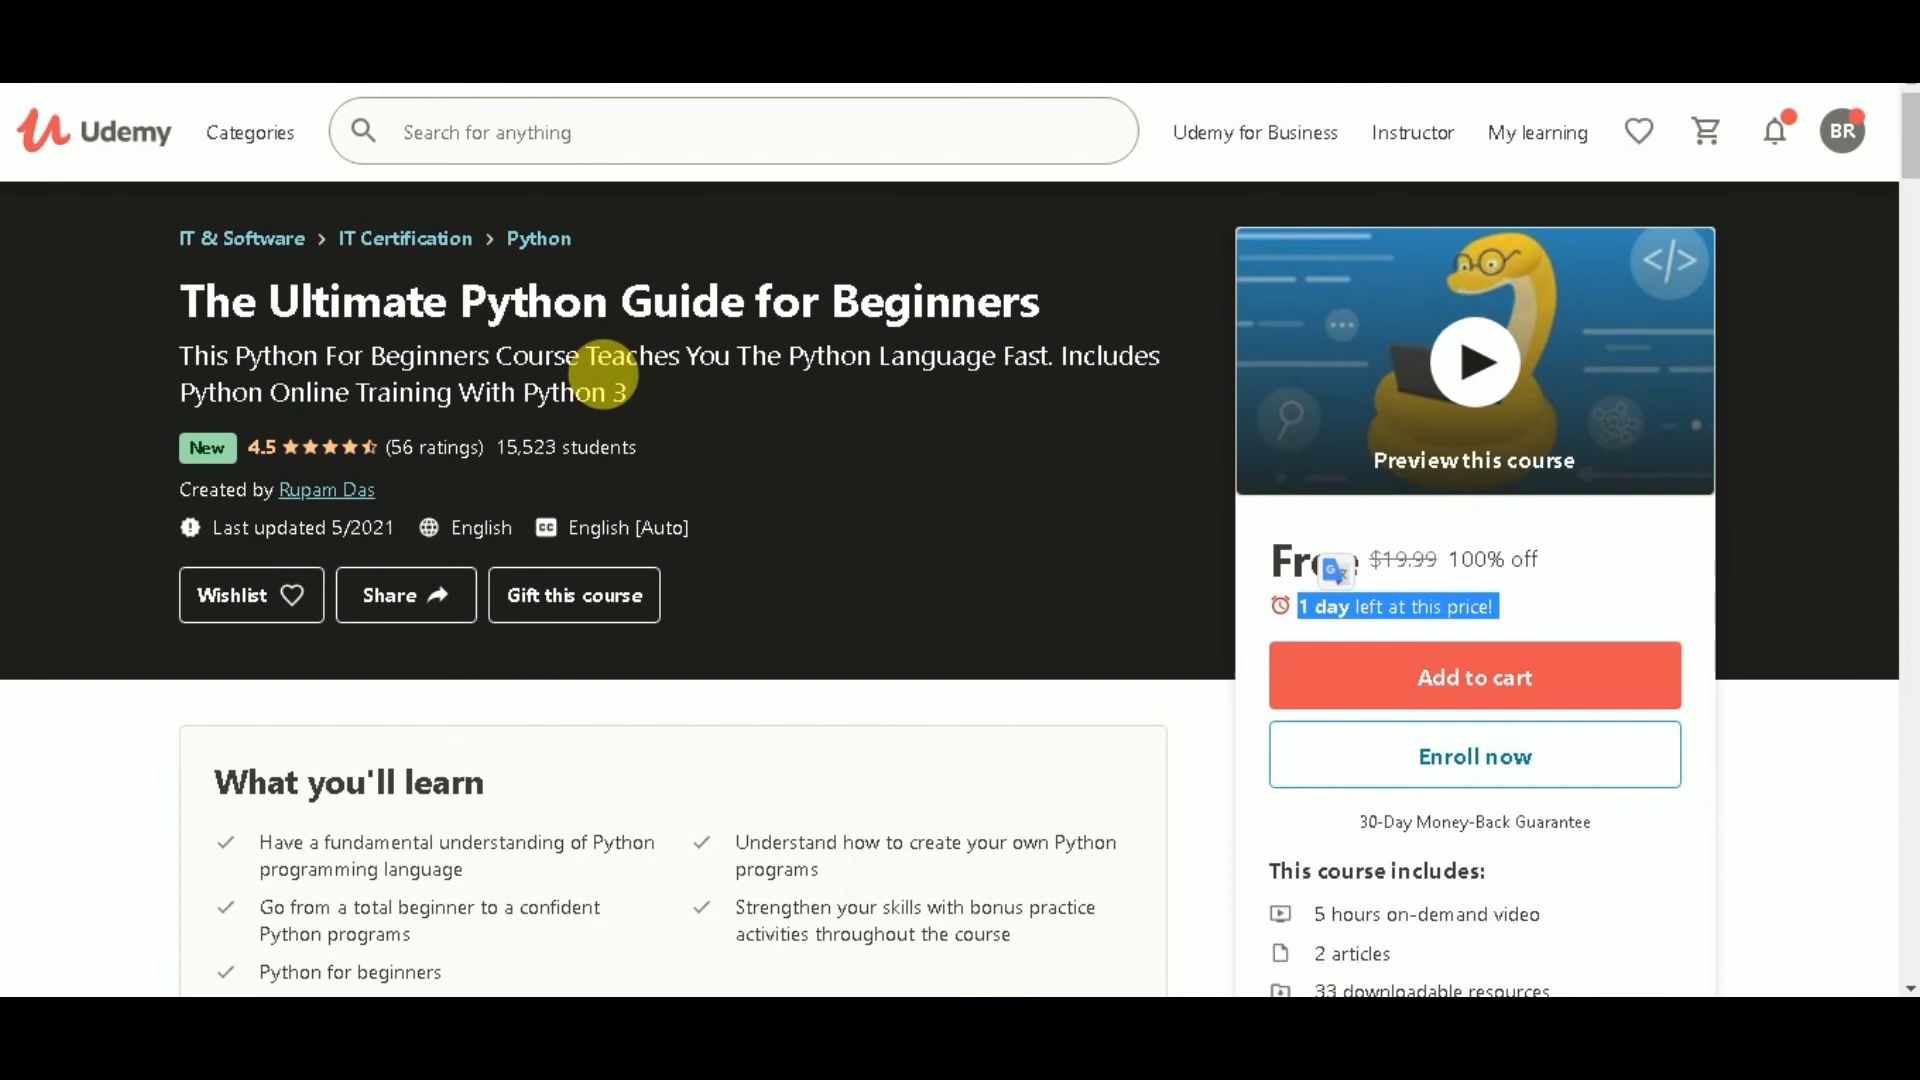 Udemy
Categories
Search for anything
Udemy for Business
Instructor
My learning
BR
IT & Software > IT Certification > Python
The Ultimate Python Guide for Beginners
This Python For Beginners Course Teaches You The Python Language Fast. Includes
Python Online Training With Python 3
New 4.5 (56 ratings) 15,523 students
Created by Rupam Das
Last updated 5/2021 English CC English [Auto]
Wishlist
Share
Gift this course
What you'll learn
Have a fundamental understanding of Python
programming language
Go from a total beginner to a confident
Python programs
Python for beginners
Understand how to create your own Python
programs
Strengthen your skills with bonus practice
activities throughout the course
</>
Preview this course
Free $19.99 100% off
1 day left at this price!
Add to cart
Enroll now
30-Day Money-Back Guarantee
This course includes:
5 hours on-demand video
2 articles
33 downloadable resources